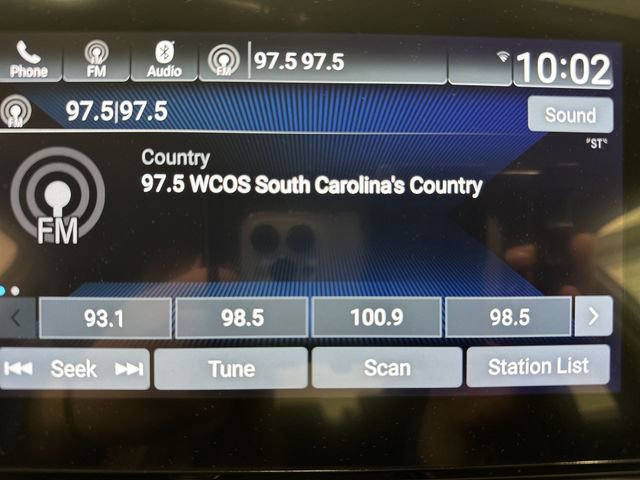 Phone FM Audio FM 97.5 97.5 10:02
FM 97.5|97.5 Sound
"ST"
Country
97.5 WCOS South Carolina's Country
FM
93.1 98.5 100.9 98.5
Seek Tune Scan Station List